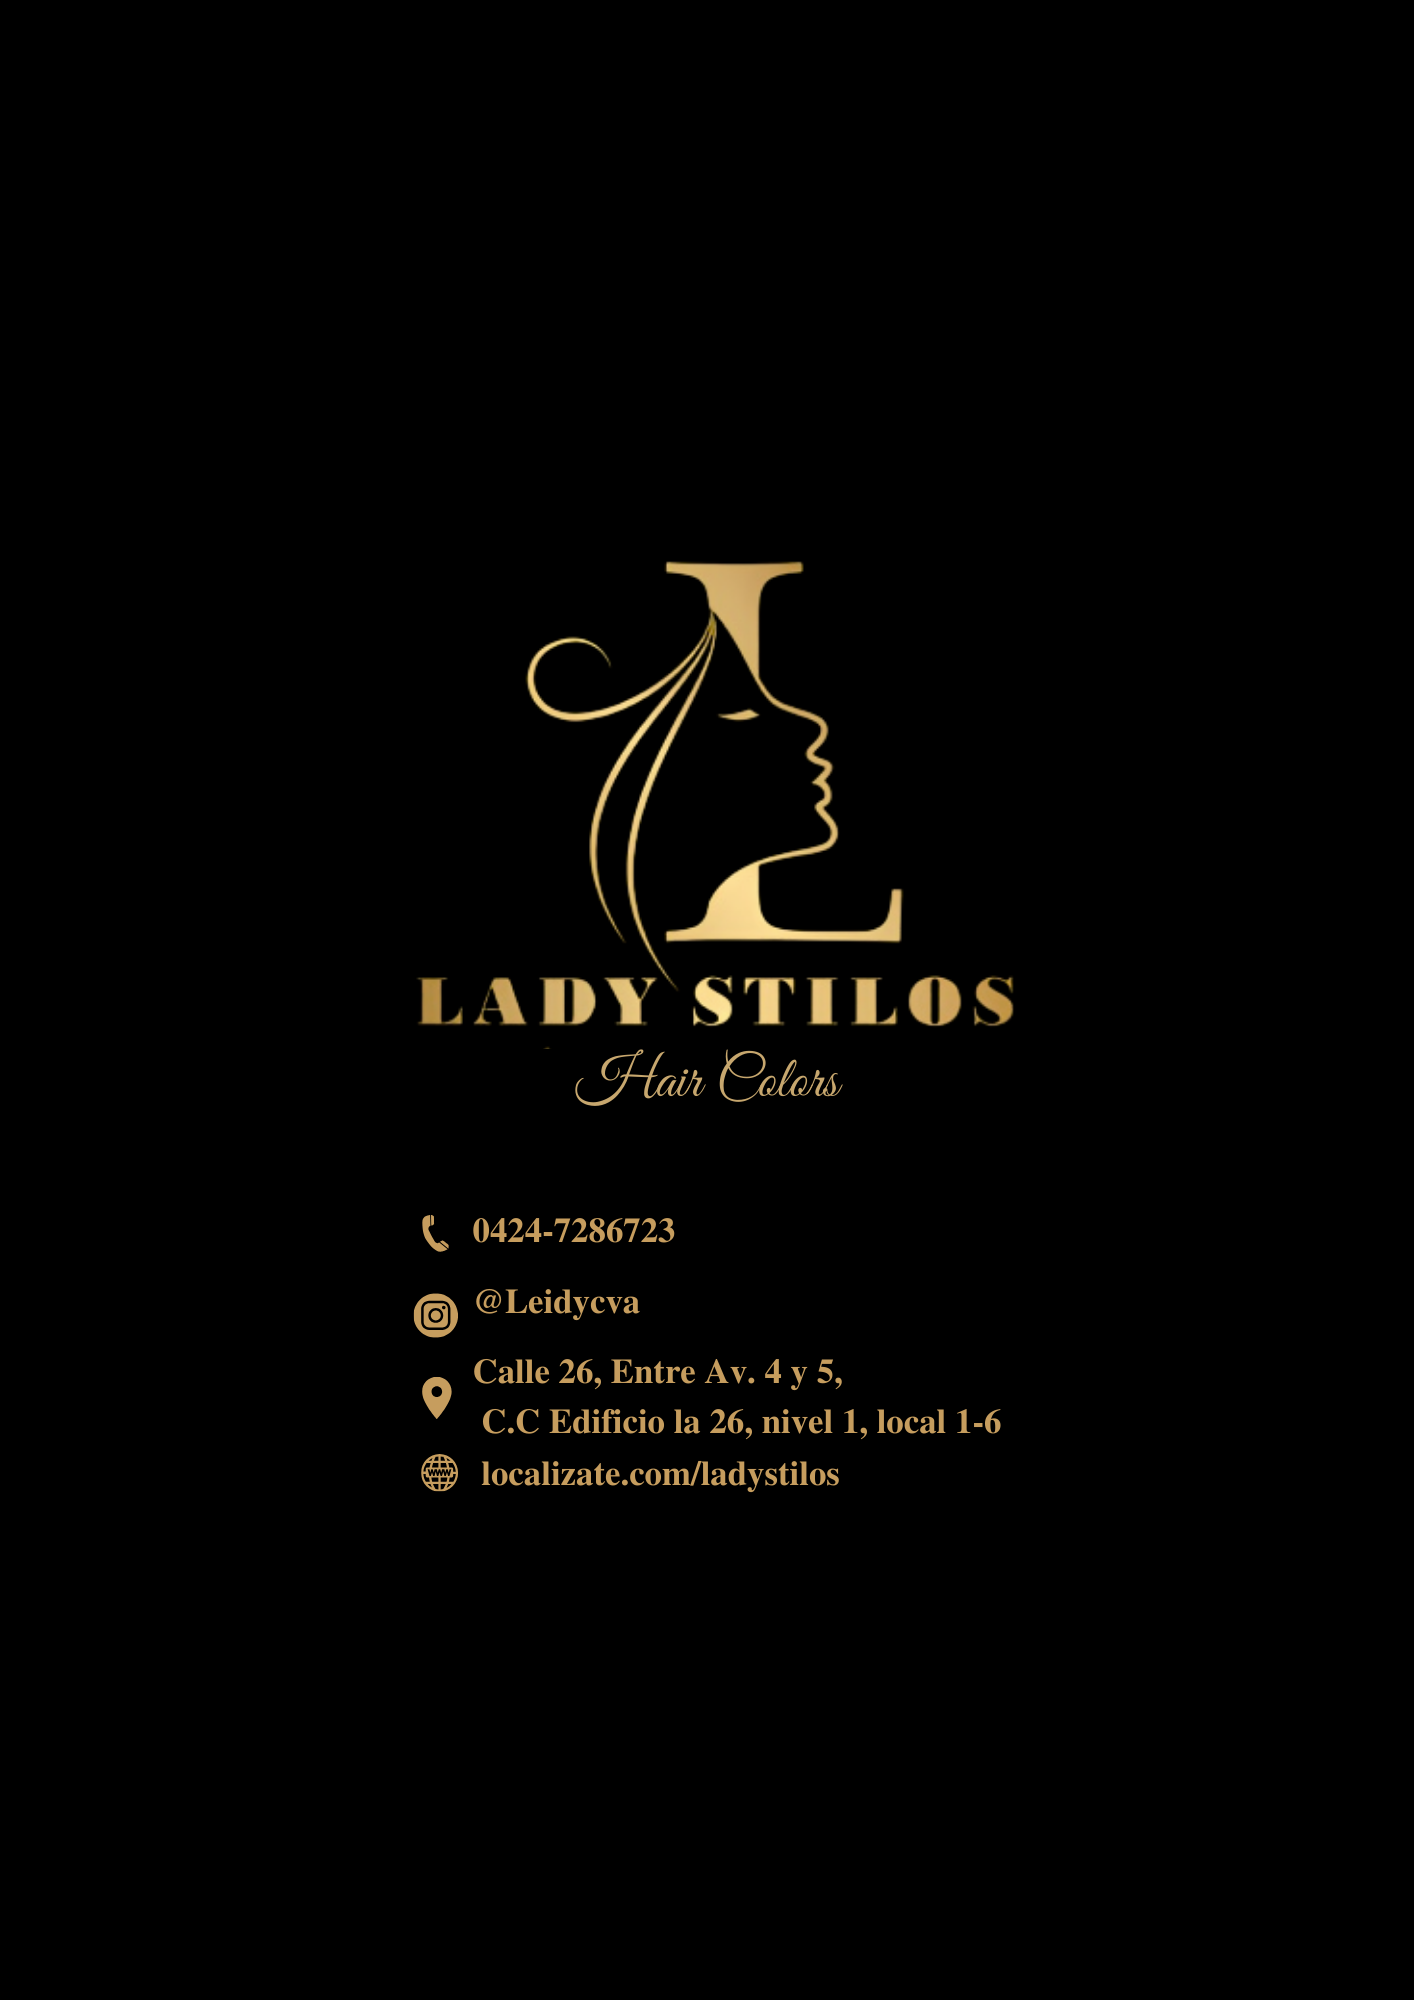 LADY STILOS
Hair Colors
0424-7286723
@Leidycva
Calle 26, Entre Av. 4 y 5,
C.C Edificio la 26, nivel 1, local 1-6
www
localizate.com/ladystilos